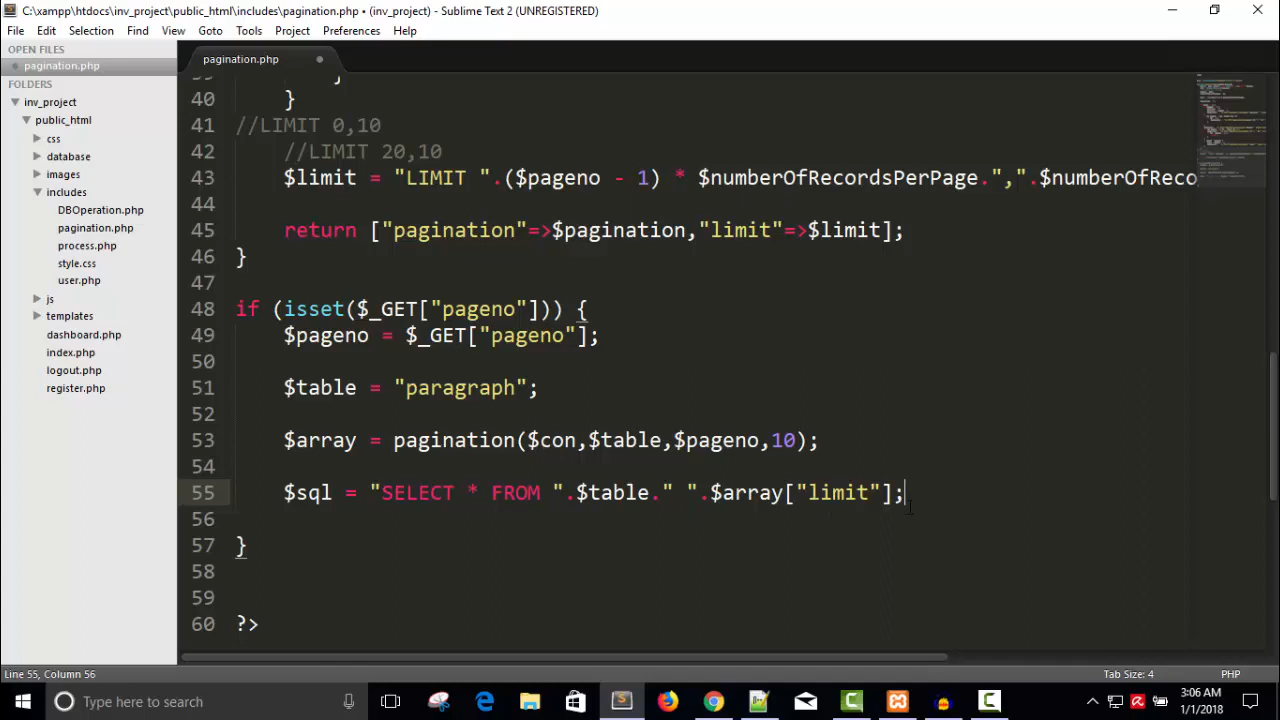 C:\xampp\htdocs\inv_project\public_html\includes\pagination.php • (inv_project) - Sublime Text 2 (UNREGISTERED)
File Edit Selection Find View Goto Tools Project Preferences Help
OPEN FILES
pagination.php
FOLDERS
inv_project
public_html
css
database
images
includes
DBOperation.php
pagination.php
process.php
style.css
user.php
js
templates
dashboard.php
index.php
logout.php
register.php
pagination.php
39 }
40 }
41 //LIMIT 0,10
42 //LIMIT 20,10
43 $limit = "LIMIT ".($pageno - 1) * $numberOfRecordsPerPage.",".$numberOfReco
44
45 return ["pagination"=>$pagination,"limit"=>$limit];
46 }
47
48 if (isset($_GET["pageno"])) {
49 $pageno = $_GET["pageno"];
50
51 $table = "paragraph";
52
53 $array = pagination($con,$table,$pageno,10);
54
55 $sql = "SELECT * FROM ".$table." ".$array["limit"];
56
57 }
58
59
60 ?>
Line 55, Column 56
Tab Size: 4
PHP
Type here to search
3:06 AM
1/1/2018